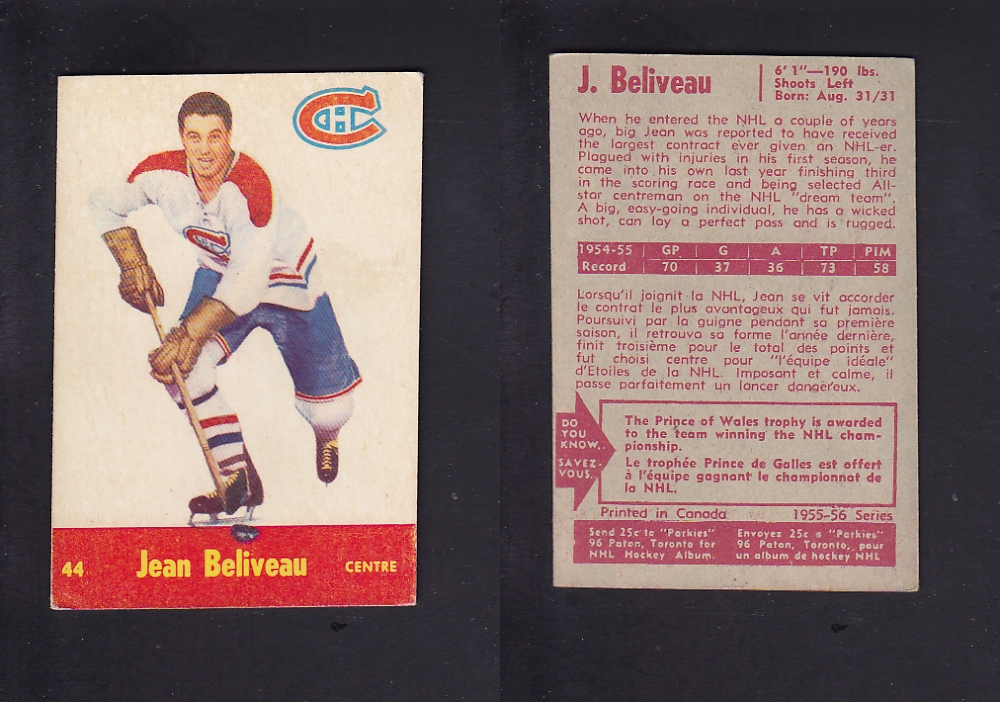 44 Jean Beliveau CENTRE
J. Beliveau
6' 1"—190 lbs.
Shoots Left
Born: Aug. 31/31
When he entered the NHL a couple of years
ago, big Jean was reported to have received
the largest contract ever given an NHL-er.
Plagued with injuries in his first season, he
came into his own last year finishing third
in the scoring race and being selected All-
star centreman on the NHL "dream team".
A big, easy-going individual, he has a wicked
shot, can lay a perfect pass and is rugged.
1954-55 GP G A TP PIM
Record 70 37 36 73 58
Lorsqu'il joignit la NHL, Jean se vit accorder
le contrat le plus avantageux qui fut jamais.
Poursuivi par la guigne pendant sa première
saison, il retrouva sa forme l'année dernière,
finit troisième pour le total des points et
fut choisi centre pour "l'équipe idéale"
d'Etoiles de la NHL. Imposant et calme, il
passe parfaitement un lancer dangereux.
DO
YOU
KNOW..
SAVEZ-
VOUS.
The Prince of Wales trophy is awarded
to the team winning the NHL cham-
pionship.
Le trophée Prince de Galles est offert
à l'équipe gagnant le championnat de
la NHL.
Printed in Canada 1955-56 Series
Send 25c to "Parkies"
96 Paton, Toronto for
NHL Hockey Album.
Envoyez 25c a "Parkies"
96 Paton, Toronto, pour
un album de hockey NHL